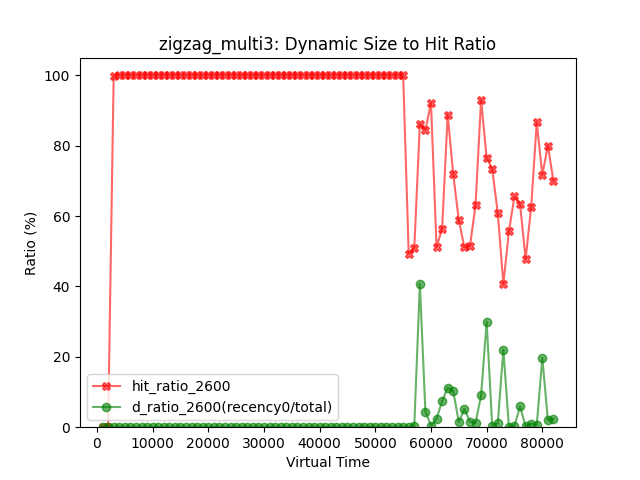 zigzag_multi3: Dynamic Size to Hit Ratio
100
80
60
40
20
0
Ratio (%)
hit_ratio_2600
d_ratio_2600(recency0/total)
0 10000 20000 30000 40000 50000 60000 70000 80000
Virtual Time